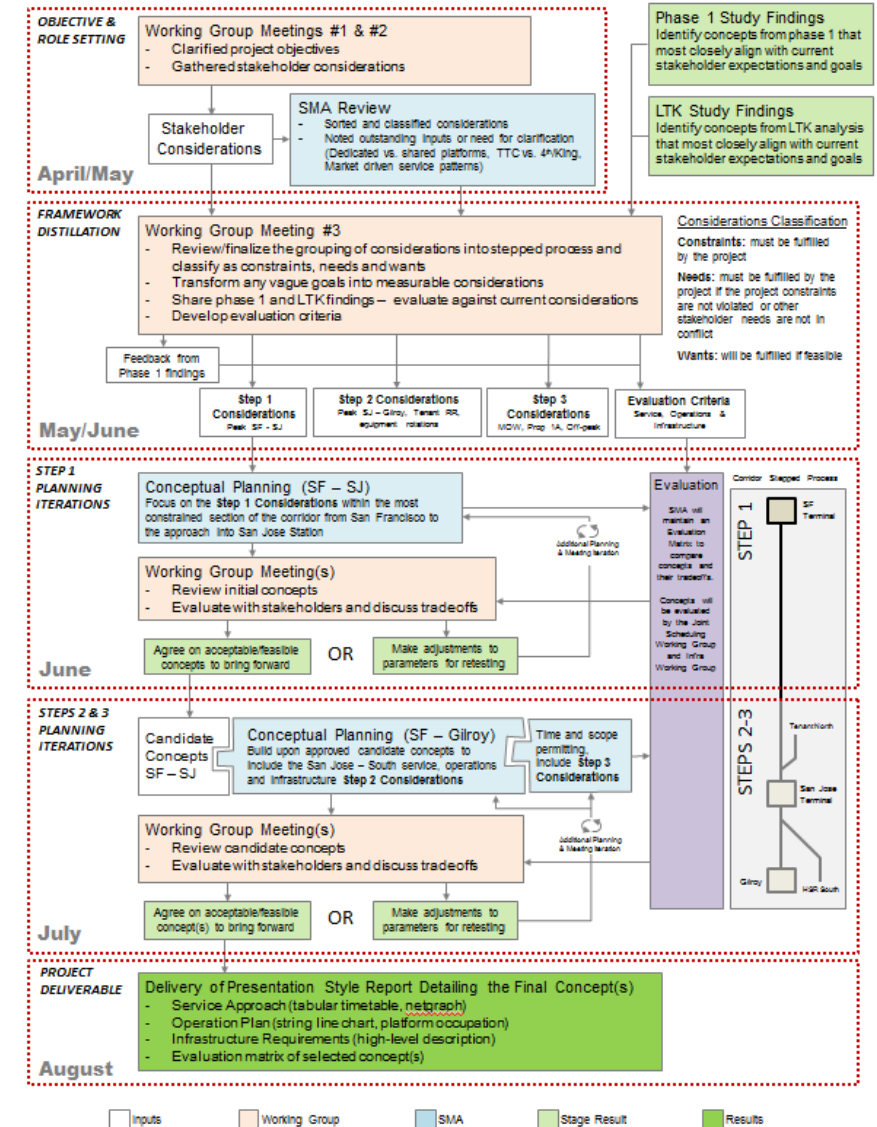 OBJECTIVE &
ROLE SETTING
Working Group Meetings #1 & #2
- Clarified project objectives
- Gathered stakeholder considerations
Phase 1 Study Findings
Identify concepts from phase 1 that
most closely align with current
stakeholder expectations and goals
Stakeholder
Considerations
SMA Review
- Sorted and classified considerations
- Noted outstanding inputs or need for clarification
(Dedicated vs. shared platforms, TTC vs. 4th/King,
Market driven service patterns)
LTK Study Findings
Identify concepts from LTK analysis
that most closely align with current
stakeholder expectations and goals
April/May
FRAMEWORK
DISTILLATION
Working Group Meeting #3
- Review/finalize the grouping of considerations into stepped process and
classify as constraints, needs and wants
- Transform any vague goals into measurable considerations
- Share phase 1 and LTK findings – evaluate against current considerations
- Develop evaluation criteria
Considerations Classification
Constraints: must be fulfilled
by the project
Needs: must be fulfilled by the
project if the project constraints
are not violated or other
stakeholder needs are not in
conflict
Wants: will be fulfilled if feasible
Feedback from
Phase 1 findings
Step 1
Considerations
Peak SF - SJ
Step 2 Considerations
Peak SJ – Gilroy, Tenant RR,
equipment rotations
Step 3
Considerations
MOW, Prop 1A, Off-peak
Evaluation Criteria
Service, Operations &
Infrastructure
May/June
STEP 1
PLANNING
ITERATIONS
Conceptual Planning (SF – SJ)
Focus on the Step 1 Considerations within the most
constrained section of the corridor from San Francisco to
the approach into San Jose Station
Additional Planning
& Meeting Iteration
Working Group Meeting(s)
- Review initial concepts
- Evaluate with stakeholders and discuss tradeoffs
Agree on acceptable/feasible
concepts to bring forward
OR
Make adjustments to
parameters for retesting
June
Evaluation
SMA will
maintain an
Evaluation
Matrix to
compare
concepts and
their tradeoffs.
Concepts will
be evaluated
by the Joint
Scheduling
Working Group
and Infra
Working Group
Corridor Stepped Process
STEP 1
SF
Terminal
STEPS 2-3
Tenant North
San Jose
Terminal
Gilroy
HSR South
STEPS 2 & 3
PLANNING
ITERATIONS
Candidate
Concepts
SF – SJ
Conceptual Planning (SF – Gilroy)
Build upon approved candidate concepts to
include the San Jose – South service, operations
and infrastructure Step 2 Considerations
Time and scope
permitting,
include Step 3
Considerations
Additional Planning
& Meeting Iteration
Working Group Meeting(s)
- Review candidate concepts
- Evaluate with stakeholders and discuss tradeoffs
Agree on acceptable/feasible
concept(s) to bring forward
OR
Make adjustments to
parameters for retesting
July
PROJECT
DELIVERABLE
Delivery of Presentation Style Report Detailing the Final Concept(s)
- Service Approach (tabular timetable, netgraph)
- Operation Plan (string line chart, platform occupation)
- Infrastructure Requirements (high-level description)
- Evaluation matrix of selected concept(s)
August
Inputs
Working Group
SMA
Stage Result
Results